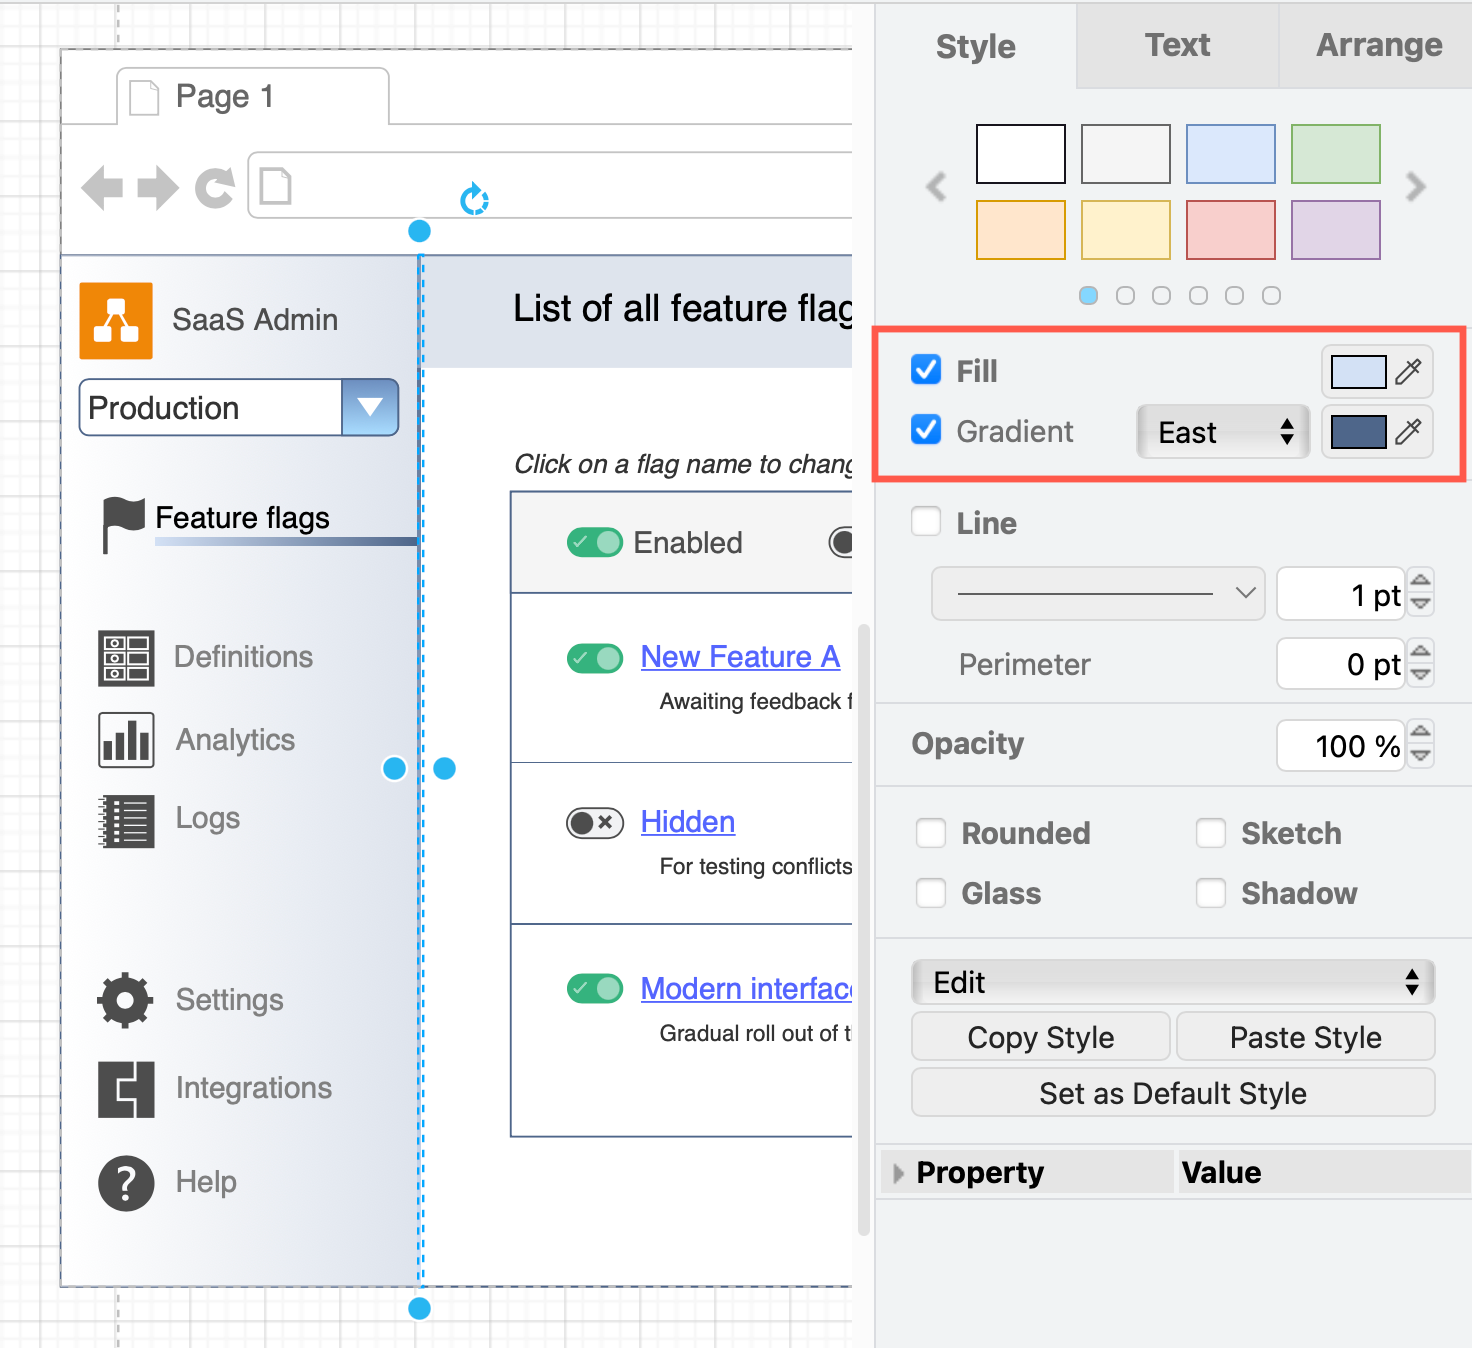 Style
Text
Arrange
Page 1
SaaS Admin
Production
Feature flags
Definitions
Analytics
Logs
Settings
Integrations
Help
List of all feature flag
Click on a flag name to chang
Enabled
New Feature A
Awaiting feedback f
Hidden
For testing conflicts
Modern interfac
Gradual roll out of t
Fill
Gradient East
Line
1 pt
Perimeter 0 pt
Opacity 100 %
Rounded Sketch
Glass Shadow
Edit
Copy Style Paste Style
Set as Default Style
Property Value